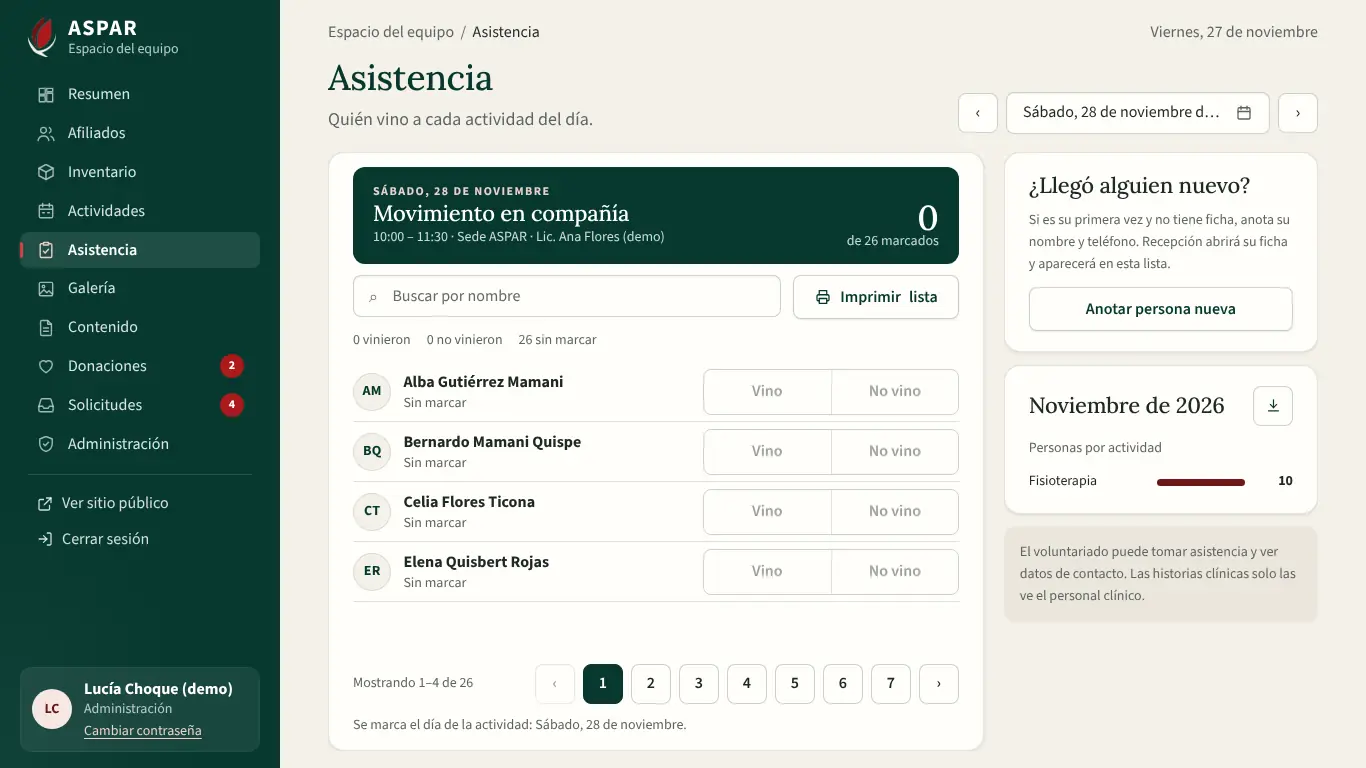 ASPAR
Espacio del equipo
Resumen
Afiliados
Inventario
Actividades
Asistencia
Galería
Contenido
Donaciones 2
Solicitudes 4
Administración
Ver sitio público
Cerrar sesión
LC
Lucía Choque (demo)
Administración
Cambiar contraseña
Espacio del equipo / Asistencia
Viernes, 27 de noviembre
Asistencia
Quién vino a cada actividad del día.
‹ Sábado, 28 de noviembre d… ›
SÁBADO, 28 DE NOVIEMBRE
Movimiento en compañía
10:00 – 11:30 · Sede ASPAR · Lic. Ana Flores (demo)
0
de 26 marcados
Buscar por nombre
Imprimir lista
0 vinieron 0 no vinieron 26 sin marcar
AM Alba Gutiérrez Mamani
Sin marcar
Vino No vino
BQ Bernardo Mamani Quispe
Sin marcar
Vino No vino
CT Celia Flores Ticona
Sin marcar
Vino No vino
ER Elena Quisbert Rojas
Sin marcar
Vino No vino
Mostrando 1–4 de 26
‹ 1 2 3 4 5 6 7 ›
Se marca el día de la actividad: Sábado, 28 de noviembre.
¿Llegó alguien nuevo?
Si es su primera vez y no tiene ficha, anota su
nombre y teléfono. Recepción abrirá su ficha
y aparecerá en esta lista.
Anotar persona nueva
Noviembre de 2026
Personas por actividad
Fisioterapia 10
El voluntariado puede tomar asistencia y ver
datos de contacto. Las historias clínicas solo las
ve el personal clínico.